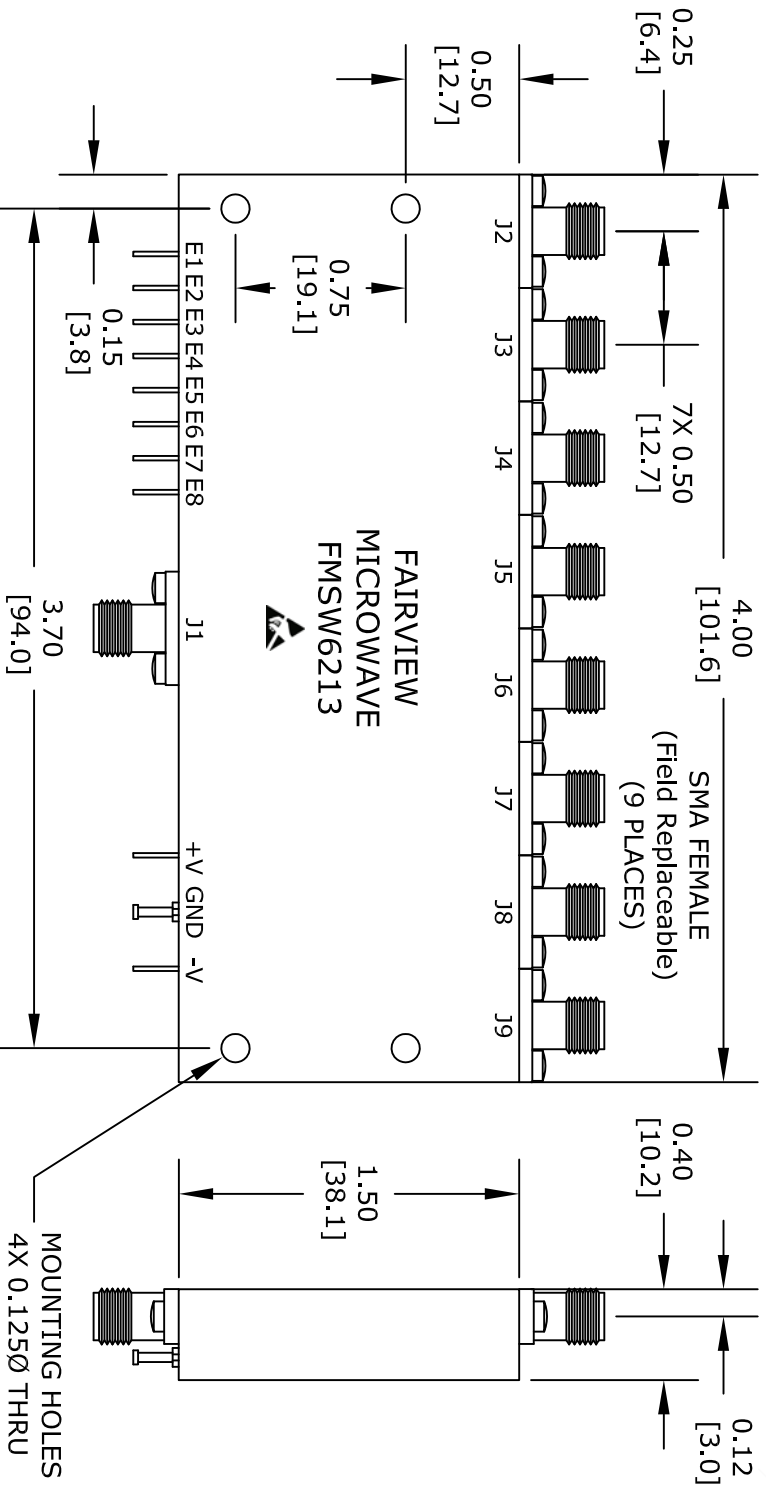 4.00
[101.6]
SMA FEMALE
(Field Replaceable)
(9 PLACES)
0.25
[6.4]
7X 0.50
[12.7]
0.50
[12.7]
J2 J3 J4 J5 J6 J7 J8 J9
0.75
[19.1]
FAIRVIEW
MICROWAVE
FMSW6213
E1 E2 E3 E4 E5 E6 E7 E8
J1
+V GND -V
0.15
[3.8]
3.70
[94.0]
MOUNTING HOLES
4X 0.125Ø THRU
0.40
[10.2]
0.12
[3.0]
1.50
[38.1]